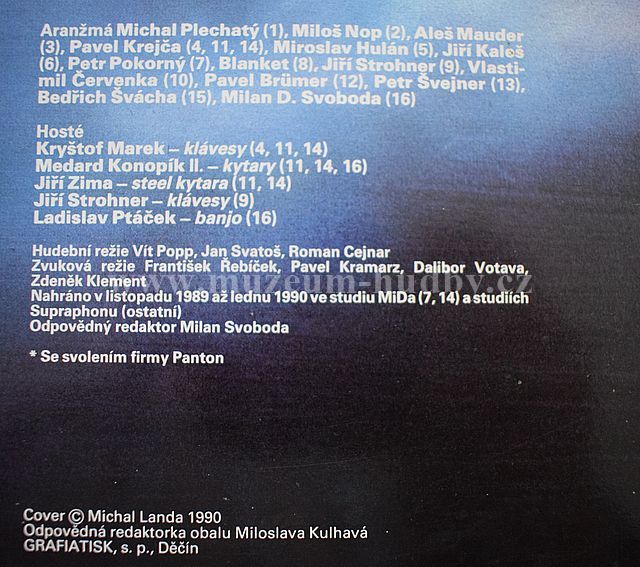 Aranžmá Michal Plechatý (1), Miloš Nop (2), Aleš Mauder
(3), Pavel Krejča (4, 11, 14), Miroslav Hulán (5), Jiří Kaloš
(6), Petr Pokorný (7), Blanket (8), Jiří Strohner (9), Vlasti-
mil Červenka (10), Pavel Brümer (12), Petr Švejner (13),
Bedřich Švácha (15), Milan D. Svoboda (16)
Hosté
Kryštof Marek – klávesy (4, 11, 14)
Medard Konopík II. – kytary (11, 14, 16)
Jiří Zima – steel kytara (11, 14)
Jiří Strohner – klávesy (9)
Ladislav Ptáček – banjo (16)
Hudební režie Vít Popp, Jan Svatoš, Roman Cejnar
Zvuková režie František Řebíček, Pavel Kramarz, Dalibor Votava,
Zdeněk Klement
www.muzeum-hudby.cz
Nahráno v listopadu 1989 až lednu 1990 ve studiu MiDa (7, 14) a studiích
Supraphonu (ostatní)
Odpovědný redaktor Milan Svoboda
* Se svolením firmy Panton
Cover © Michal Landa 1990
Odpovědná redaktorka obalu Miloslava Kulhavá
GRAFIATISK, s. p., Děčín